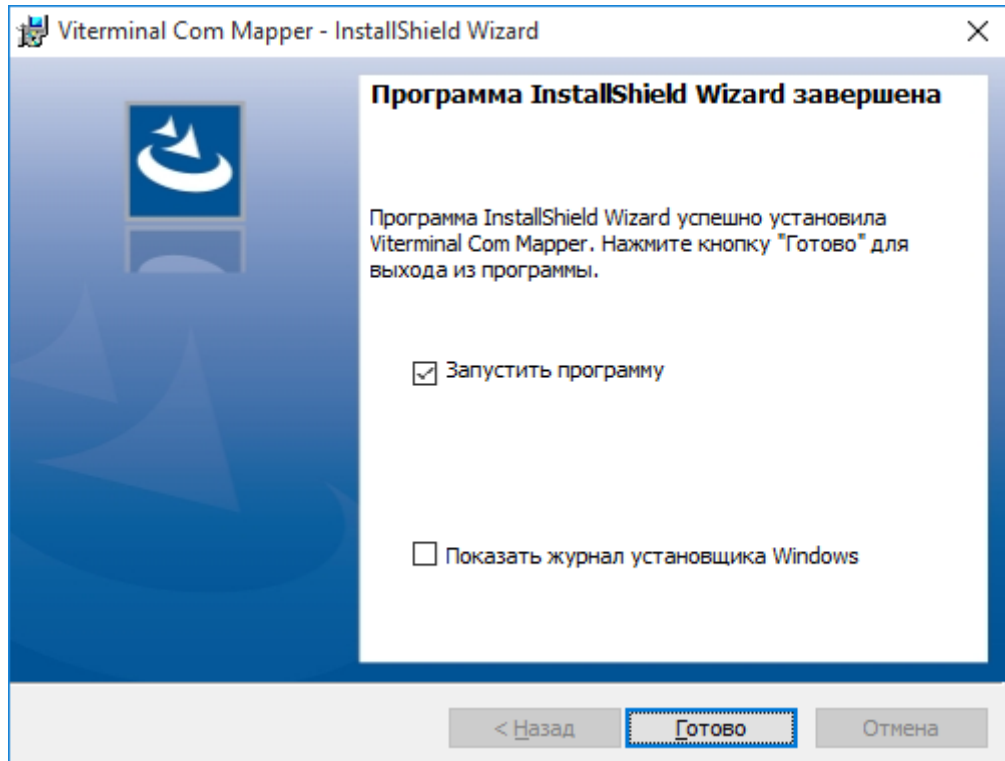 Viterminal Com Mapper - InstallShield Wizard
Программа InstallShield Wizard завершена
Программа InstallShield Wizard успешно установила
Viterminal Com Mapper. Нажмите кнопку "Готово" для
выхода из программы.
Запустить программу
Показать журнал установщика Windows
< Назад
Готово
Отмена